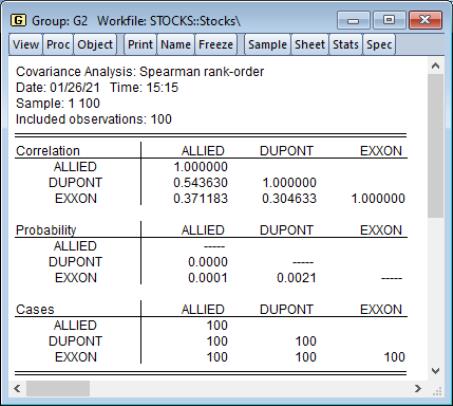 G Group: G2 Workfile: STOCKS::Stocks\
View Proc Object Print Name Freeze Sample Sheet Stats Spec
Covariance Analysis: Spearman rank-order
Date: 01/26/21 Time: 15:15
Sample: 1 100
Included observations: 100
Correlation ALLIED DUPONT EXXON
ALLIED 1.000000
DUPONT 0.543630 1.000000
EXXON 0.371183 0.304633 1.000000
Probability ALLIED DUPONT EXXON
ALLIED -----
DUPONT 0.0000 -----
EXXON 0.0001 0.0021 -----
Cases ALLIED DUPONT EXXON
ALLIED 100
DUPONT 100 100
EXXON 100 100 100